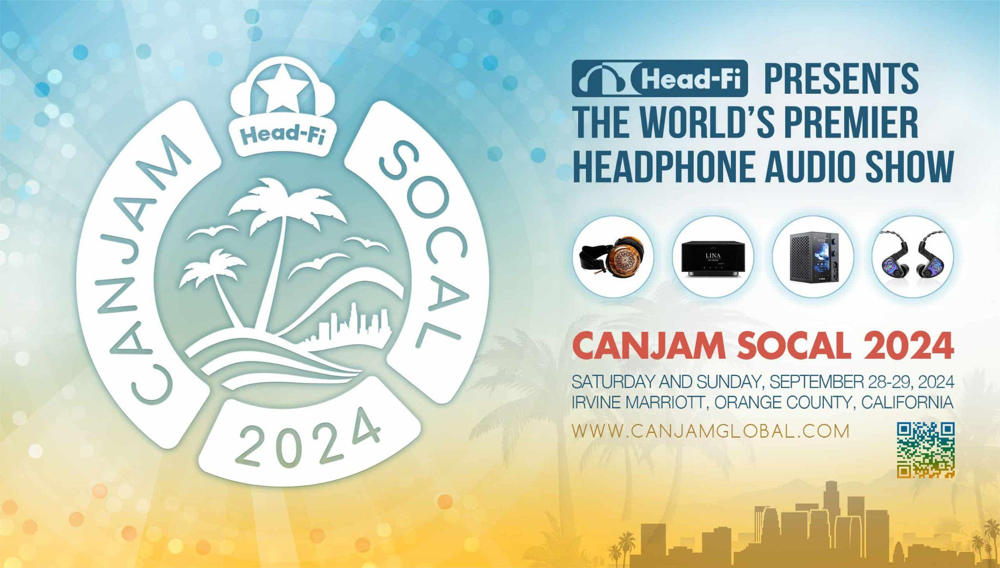 Head-Fi
CANJAM
SOCAL
2024
Head-Fi PRESENTS
THE WORLD'S PREMIER
HEADPHONE AUDIO SHOW
LINA
CANJAM SOCAL 2024
SATURDAY AND SUNDAY, SEPTEMBER 28-29, 2024
IRVINE MARRIOTT, ORANGE COUNTY, CALIFORNIA
WWW.CANJAMGLOBAL.COM